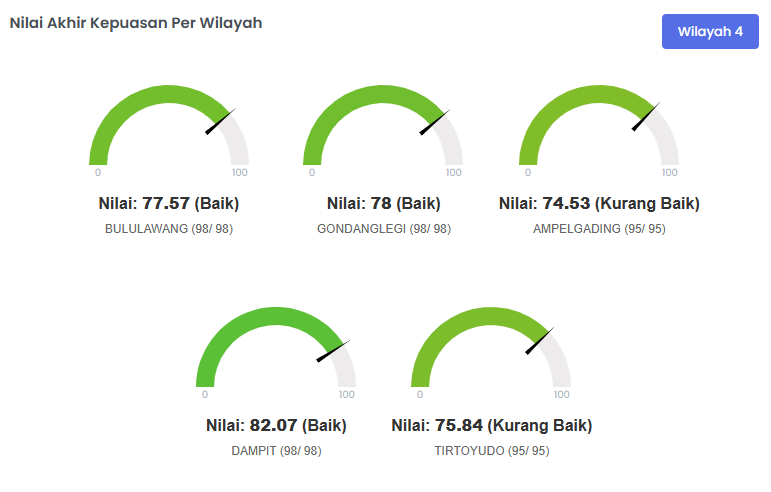 Nilai Akhir Kepuasan Per Wilayah
Wilayah 4
0 100
0 100
0 100
Nilai: 77.57 (Baik)
Nilai: 78 (Baik)
Nilai: 74.53 (Kurang Baik)
BULULAWANG (98/ 98)
GONDANGLEGI (98/ 98)
AMPELGADING (95/ 95)
0 100
0 100
Nilai: 82.07 (Baik)
Nilai: 75.84 (Kurang Baik)
DAMPIT (98/ 98)
TIRTOYUDO (95/ 95)